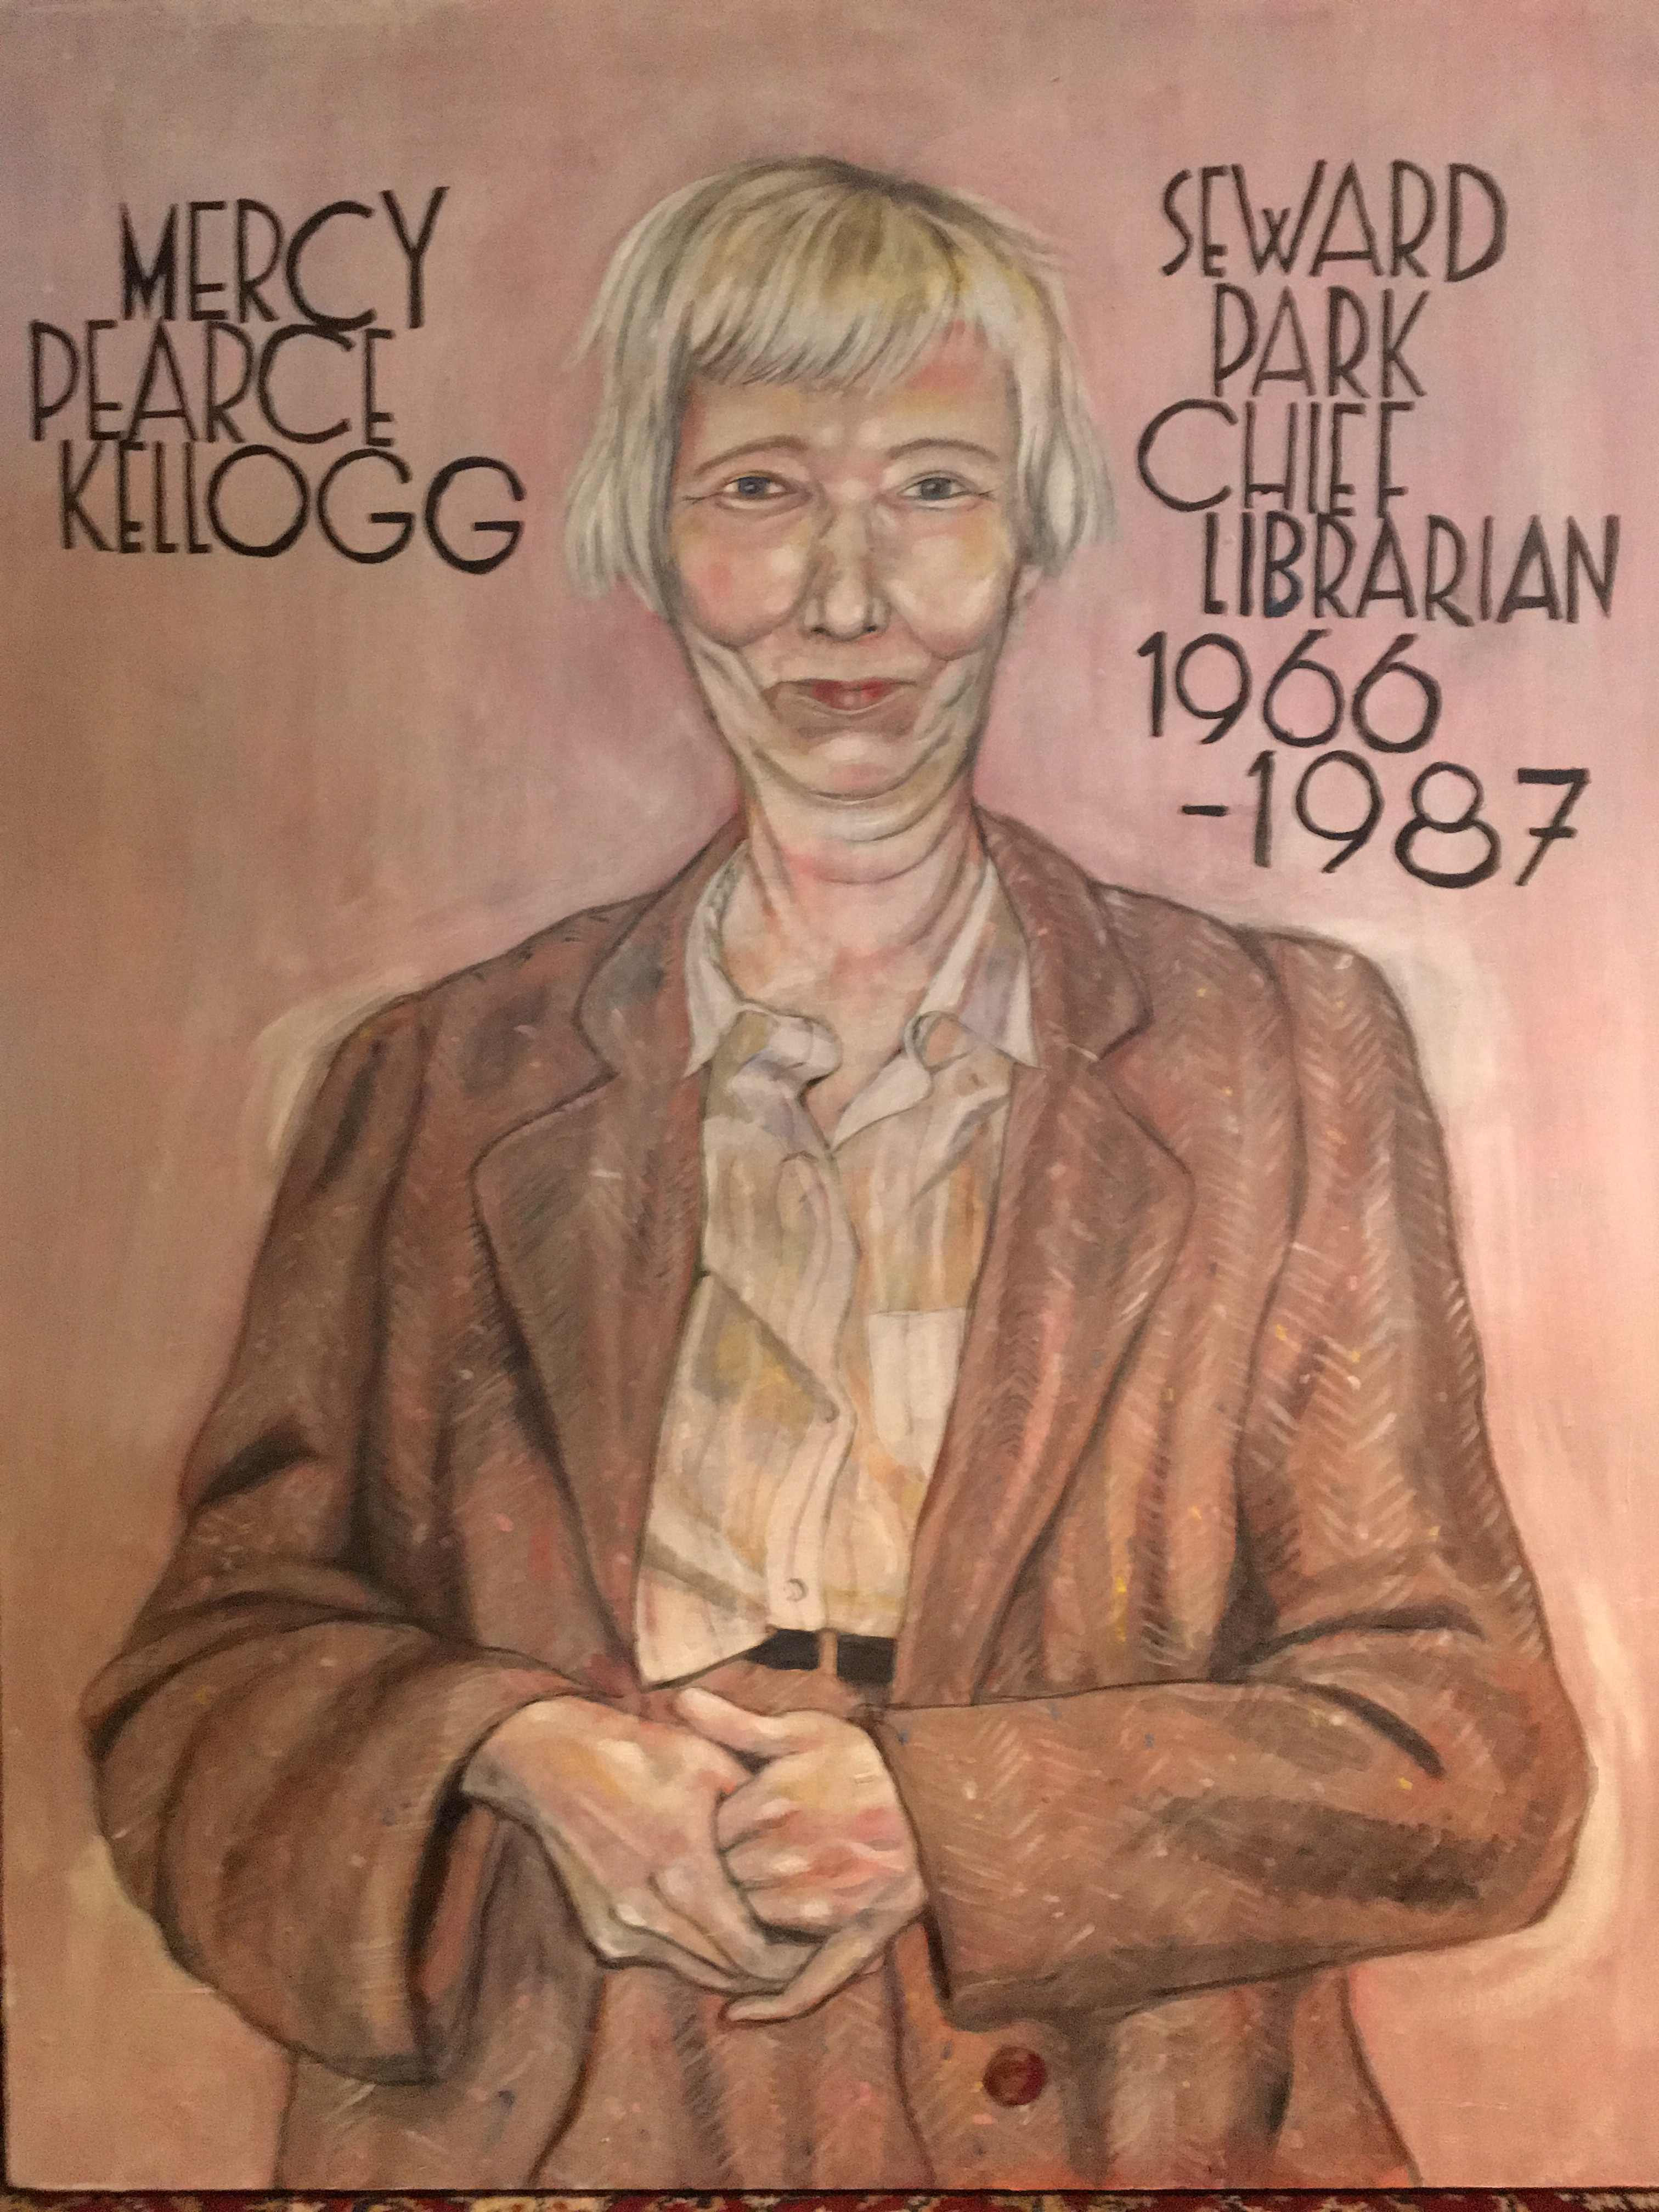 MERCY
PEARCE
KELLOGG
SEWARD
PARK
CHIEF
LIBRARIAN
1966
-1987